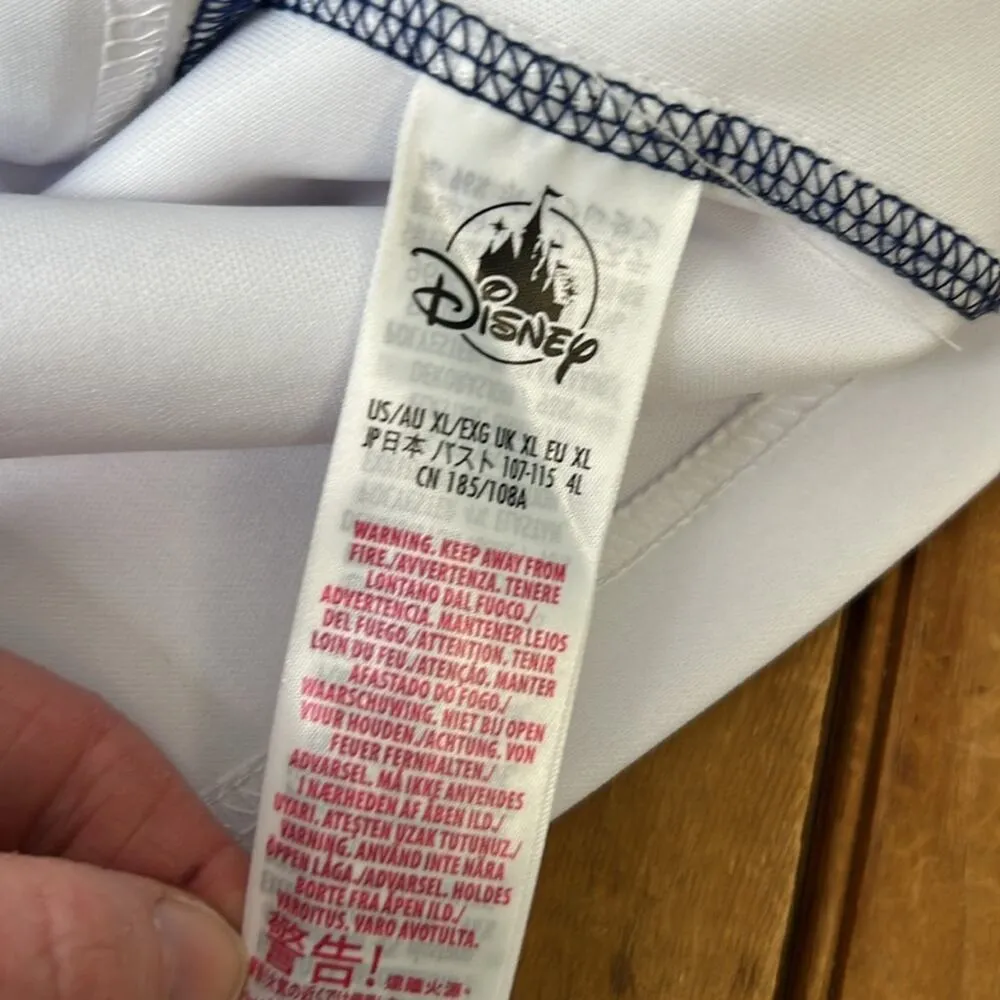 Disney
US/AU XL/EXG UK XL EU XL
JP日本 バスト 107-115 4L
CN 185/108A
WARNING. KEEP AWAY FROM
FIRE./AVVERTENZA. TENERE
LONTANO DAL FUOCO./
ADVERTENCIA. MANTENER LEJOS
DEL FUEGO./ATTENTION. TENIR
LOIN DU FEU./ATENÇÃO. MANTER
AFASTADO DO FOGO./
WAARSCHUWING. NIET BIJ OPEN
VUUR HOUDEN./ACHTUNG. VON
FEUER FERNHALTEN./
ADVARSEL. MÅ IKKE ANVENDES
I NÆRHEDEN AF ÅBEN ILD./
UYARI. ATEŞTEN UZAK TUTUNUZ./
VARNING. ANVÄND INTE NÄRA
ÖPPEN LÅGA./ADVARSEL. HOLDES
BORTE FRA ÅPEN ILD./
VAROITUS. VARO AVOTULTA.
警告! 遠離火源。